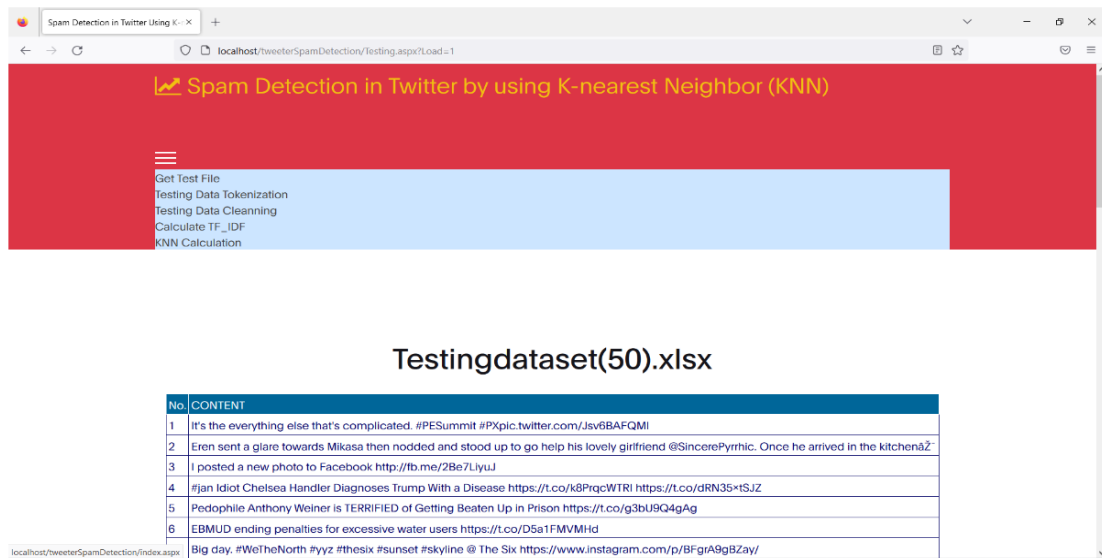 Spam Detection in Twitter Using K-
localhost/tweeterSpamDetection/Testing.aspx?Load=1
Spam Detection in Twitter by using K-nearest Neighbor (KNN)
Get Test File
Testing Data Tokenization
Testing Data Cleanning
Calculate TF_IDF
KNN Calculation
Testingdataset(50).xlsx
No. CONTENT
1 It's the everything else that's complicated. #PESummit #PXpic.twitter.com/Jsv6BAFQMl
2 Eren sent a glare towards Mikasa then nodded and stood up to go help his lovely girlfriend @SincerePyrrhic. Once he arrived in the kitchenâŽ¨
3 I posted a new photo to Facebook http://fb.me/2Be7LiyuJ
4 #jan Idiot Chelsea Handler Diagnoses Trump With a Disease https://t.co/k8PrqcWTRI https://t.co/dRN35×tSJZ
5 Pedophile Anthony Weiner is TERRIFIED of Getting Beaten Up in Prison https://t.co/g3bU9Q4gAg
6 EBMUD ending penalties for excessive water users https://t.co/D5a1FMVMHd
Big day. #WeTheNorth #yyz #thesix #sunset #skyline @ The Six https://www.instagram.com/p/BFgrA9gBZay/
localhost/tweeterSpamDetection/index.aspx